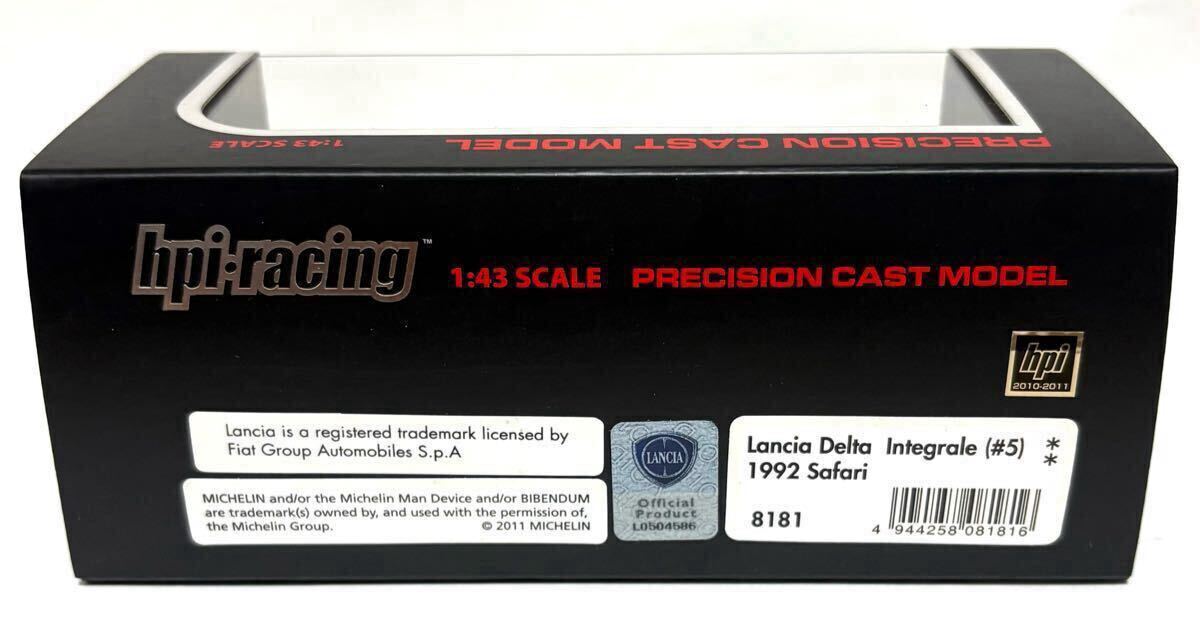 1:43 SCALE PRECISION CAST MODEL
hpi·racing™ 1:43 SCALE PRECISION CAST MODEL
hpi
2010-2011
Lancia is a registered trademark licensed by
Fiat Group Automobiles S.p.A
MICHELIN and/or the Michelin Man Device and/or BIBENDUM
are trademark(s) owned by, and used with the permission of,
the Michelin Group. © 2011 MICHELIN
LANCIA
Official
Product
L0504586
Lancia Delta Integrale (#5) **
1992 Safari
8181
4 944258 081816